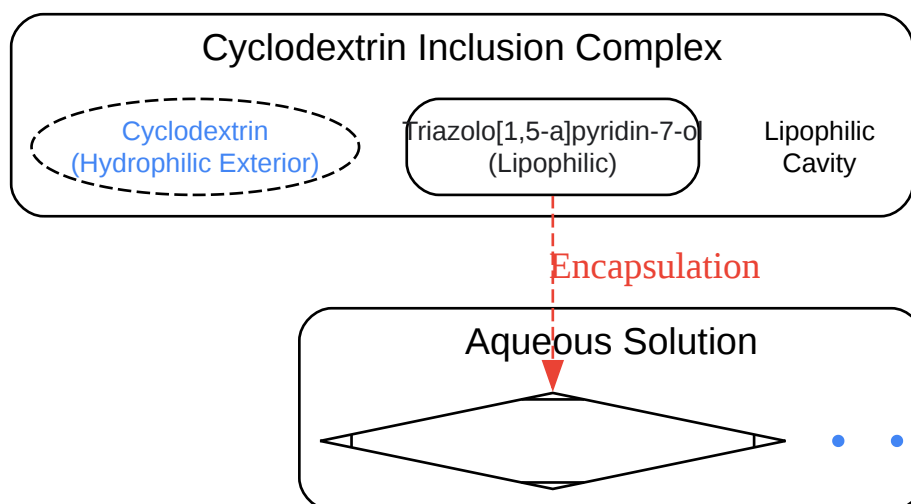 Cyclodextrin Inclusion Complex
Cyclodextrin
(Hydrophilic Exterior)
Triazolo[1,5-a]pyridin-7-ol
(Lipophilic)
Lipophilic
Cavity
Encapsulation
Aqueous Solution